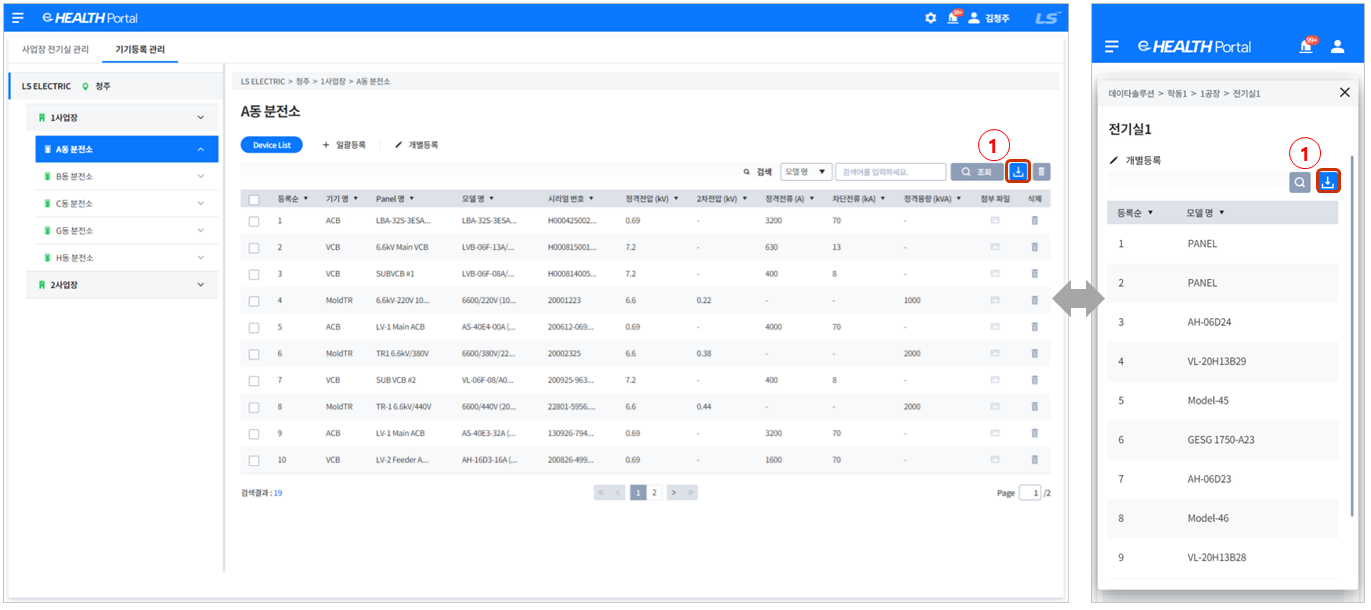 eHEALTH Portal
99+
김청주
LS
사업장 전기실 관리 기기등록 관리
LS ELECTRIC 청주
1사업장
A동 분전소
B동 분전소
C동 분전소
G동 분전소
H동 분전소
2사업장
LS ELECTRIC > 청주 > 1사업장 > A동 분전소
A동 분전소
Device List + 일괄등록 개별등록
1
검색 모델 명 ▼ 검색어를 입력하세요. 조회
등록순 ▼ 기기 명 ▼ Panel 명 ▼ 모델 명 ▼ 시리얼 번호 ▼ 정격전압 (kV) ▼ 2차전압 (kV) ▼ 정격전류 (A) ▼ 차단전류 (kA) ▼ 정격용량 (kVA) ▼ 첨부 파일 삭제
1 ACB LBA-32S-3ESA... LBA-32S-3ESA... H000425002... 0.69 - 3200 70 -
2 VCB 6.6kV Main VCB LVB-06F-13A/... H000815001... 7.2 - 630 13 -
3 VCB SUBVCB #1 LVB-06F-08A/... H000814005... 7.2 - 400 8 -
4 MoldTR 6.6kV-220V 10... 6600/220V (10... 20001223 6.6 0.22 - - 1000
5 ACB LV-1 Main ACB AS-40E4-00A (... 200612-069... 0.69 - 4000 70 -
6 MoldTR TR1 6.6kV/380V 6600/380V/22... 20002325 6.6 0.38 - - 2000
7 VCB SUB VCB #2 VL-06F-08/A0... 200925-963... 7.2 - 400 8 -
8 MoldTR TR-1 6.6kV/440V 6600/440V (20... 22801-5956.... 6.6 0.44 - - 2000
9 ACB LV-1 Main ACB AS-40E3-32A (... 130926-794... 0.69 - 3200 70 -
10 VCB LV-2 Feeder A... AH-16D3-16A (... 200826-499... 0.69 - 1600 70 -
검색결과 : 19
« < 1 2 > »
Page 1 /2
eHEALTH Portal
99+
데이타솔루션 > 학동1 > 1공장 > 전기실1
전기실1
개별등록
1
등록순 ▼ 모델 명 ▼
1 PANEL
2 PANEL
3 AH-06D24
4 VL-20H13B29
5 Model-45
6 GESG 1750-A23
7 AH-06D23
8 Model-46
9 VL-20H13B28